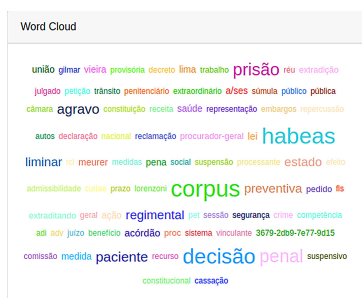 Word Cloud
união gilmar vieira provisória decreto lima trabalho prisão réu extradição
julgado petição trânsito penitenciário extraordinário a/ses súmula público pública
câmara agravo constituição receita saúde representação embargos repercussão
autos declaração nacional reclamação procurador-geral lei habeas
liminar rcl meurer medidas pena social suspensão processante estado efeito
admissibilidade prazo lorenzoni corpus preventiva pedido fls
extraditando geral ação regimental pet sessão segurança crime competência
adi adv juízo benefício acórdão proc sistema vinculante 3679-2db9-7e77-9d15
comissão medida paciente recurso decisão penal suspensivo
constitucional cassação